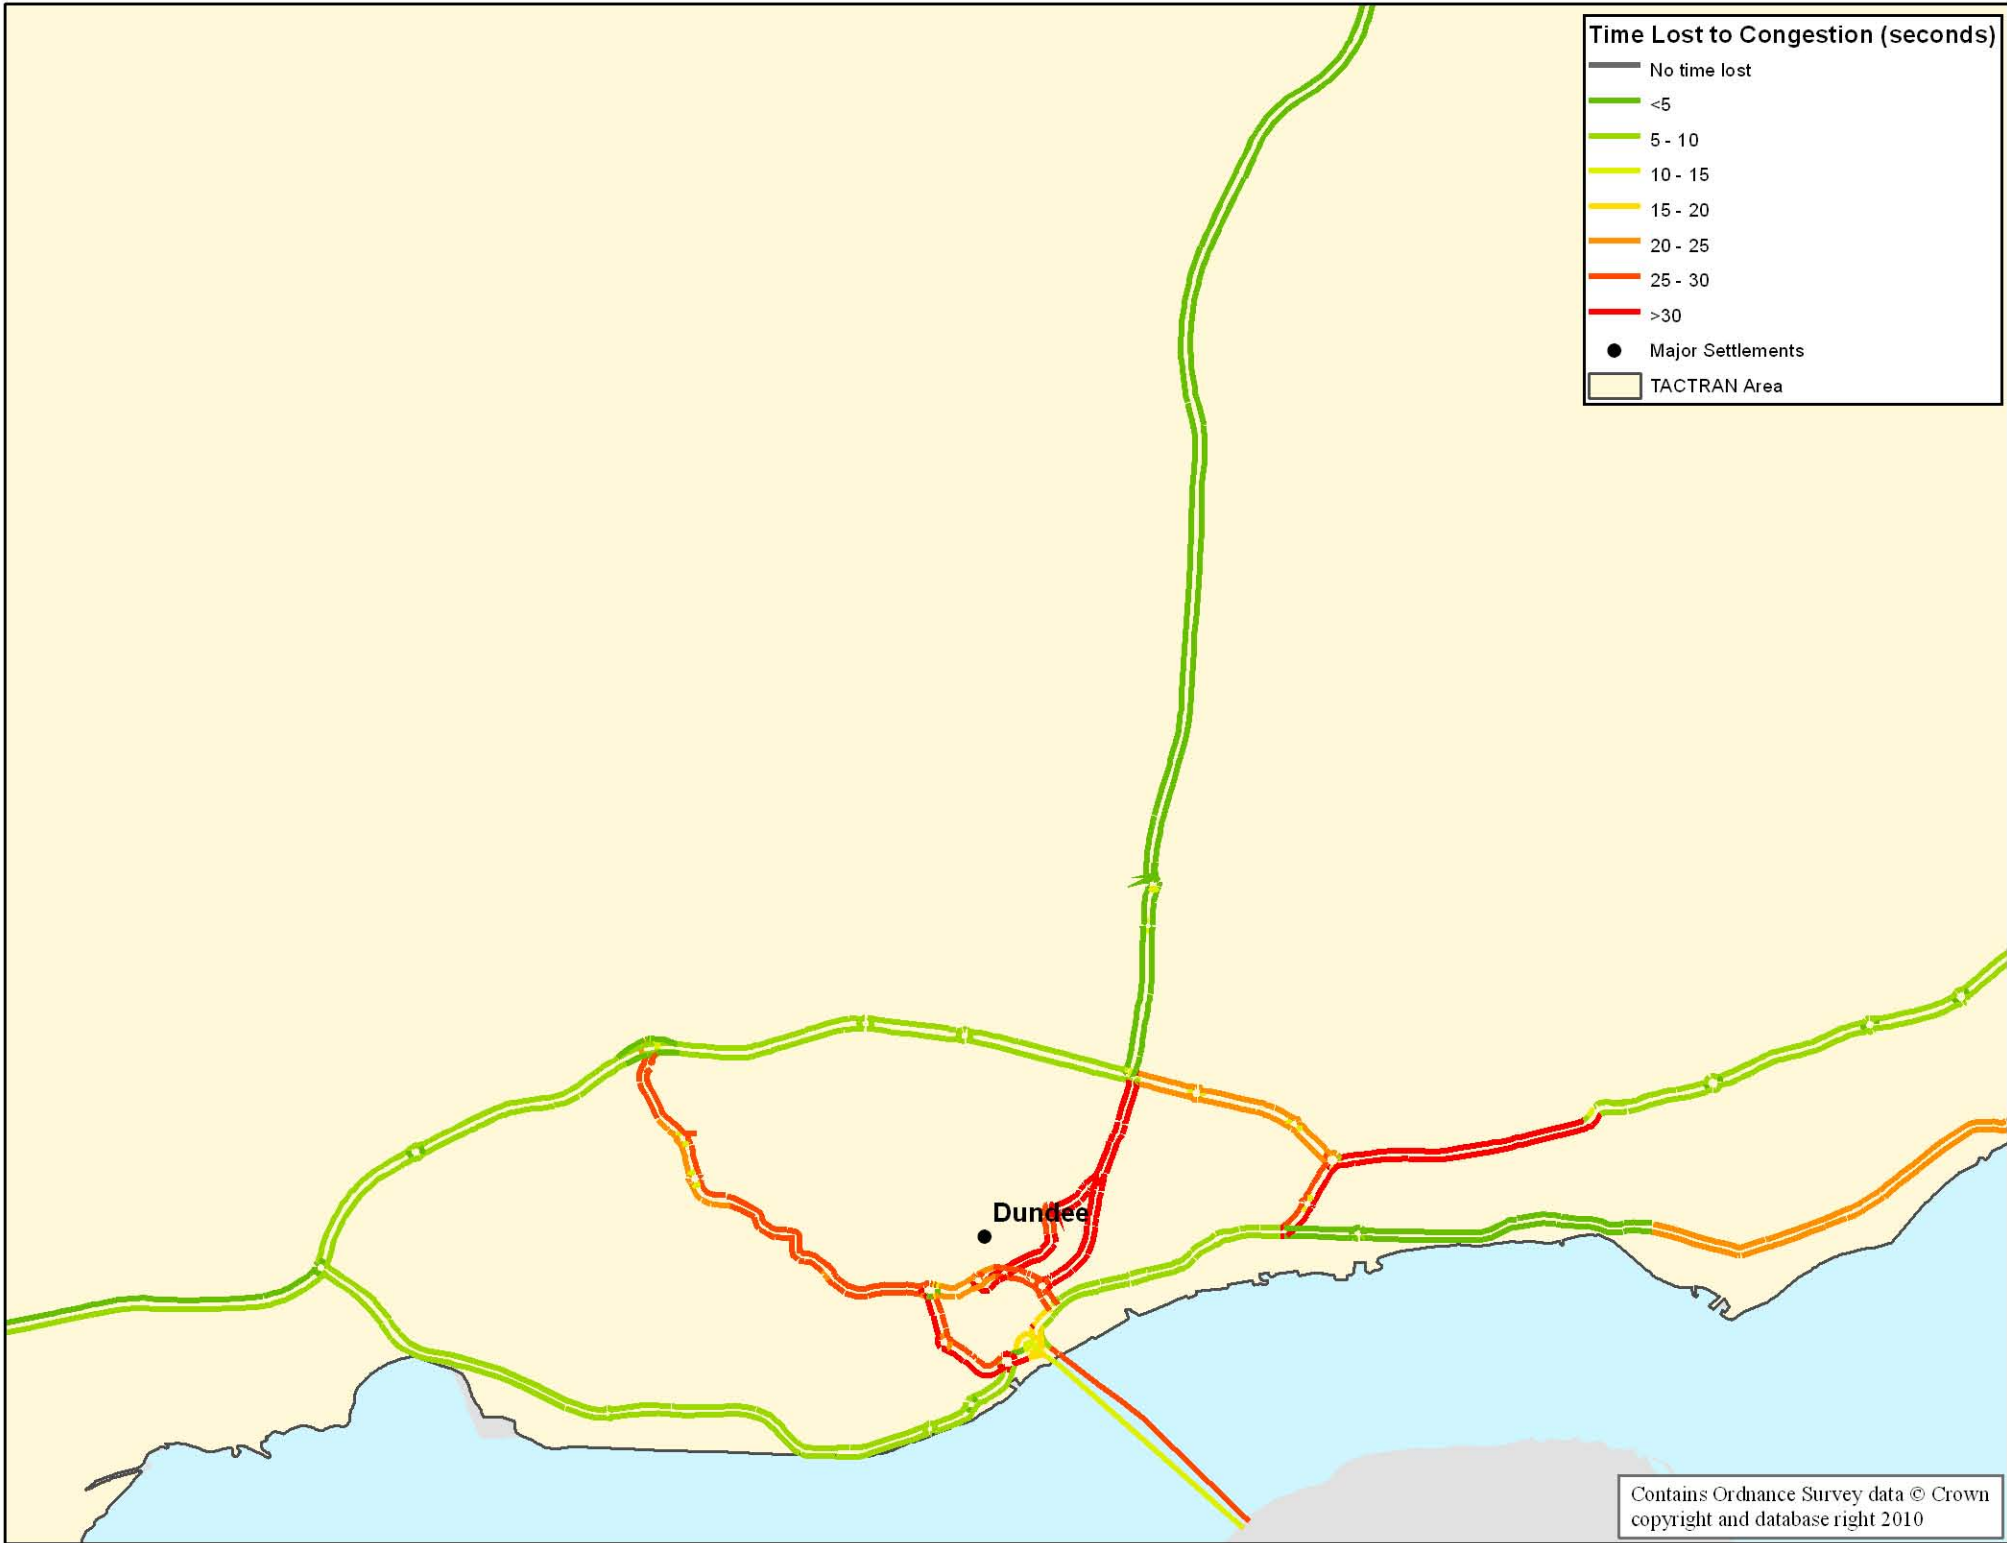 Time Lost to Congestion (seconds)
No time lost
<5
5 - 10
10 - 15
15 - 20
20 - 25
25 - 30
>30
Major Settlements
TACTRAN Area
Dundee
Contains Ordnance Survey data © Crown
copyright and database right 2010